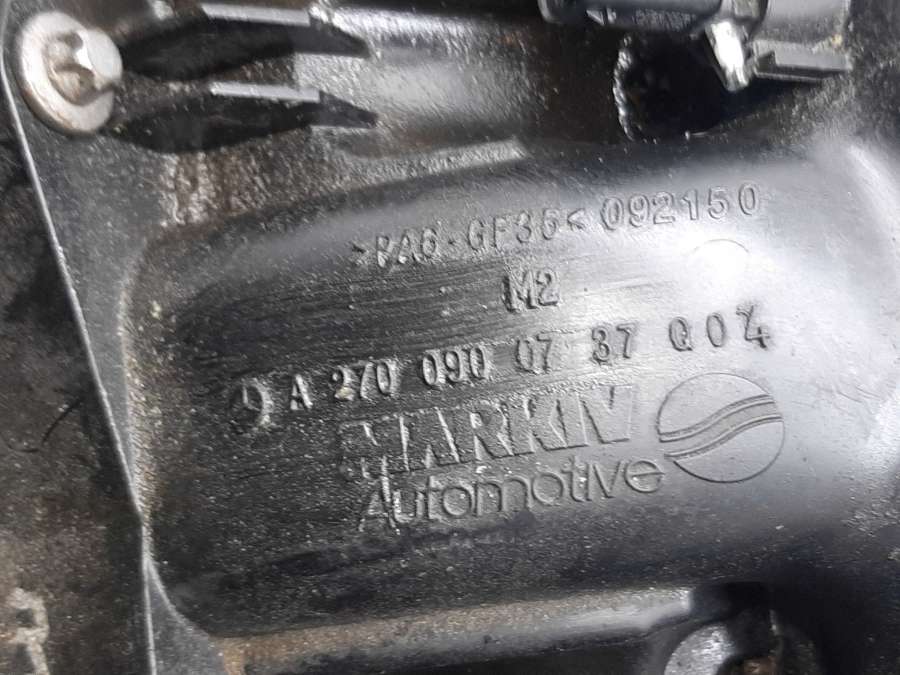 >PA6-GF35< 092150
M2
A 270 090 07 37 Q04
MARKIV
Automotive